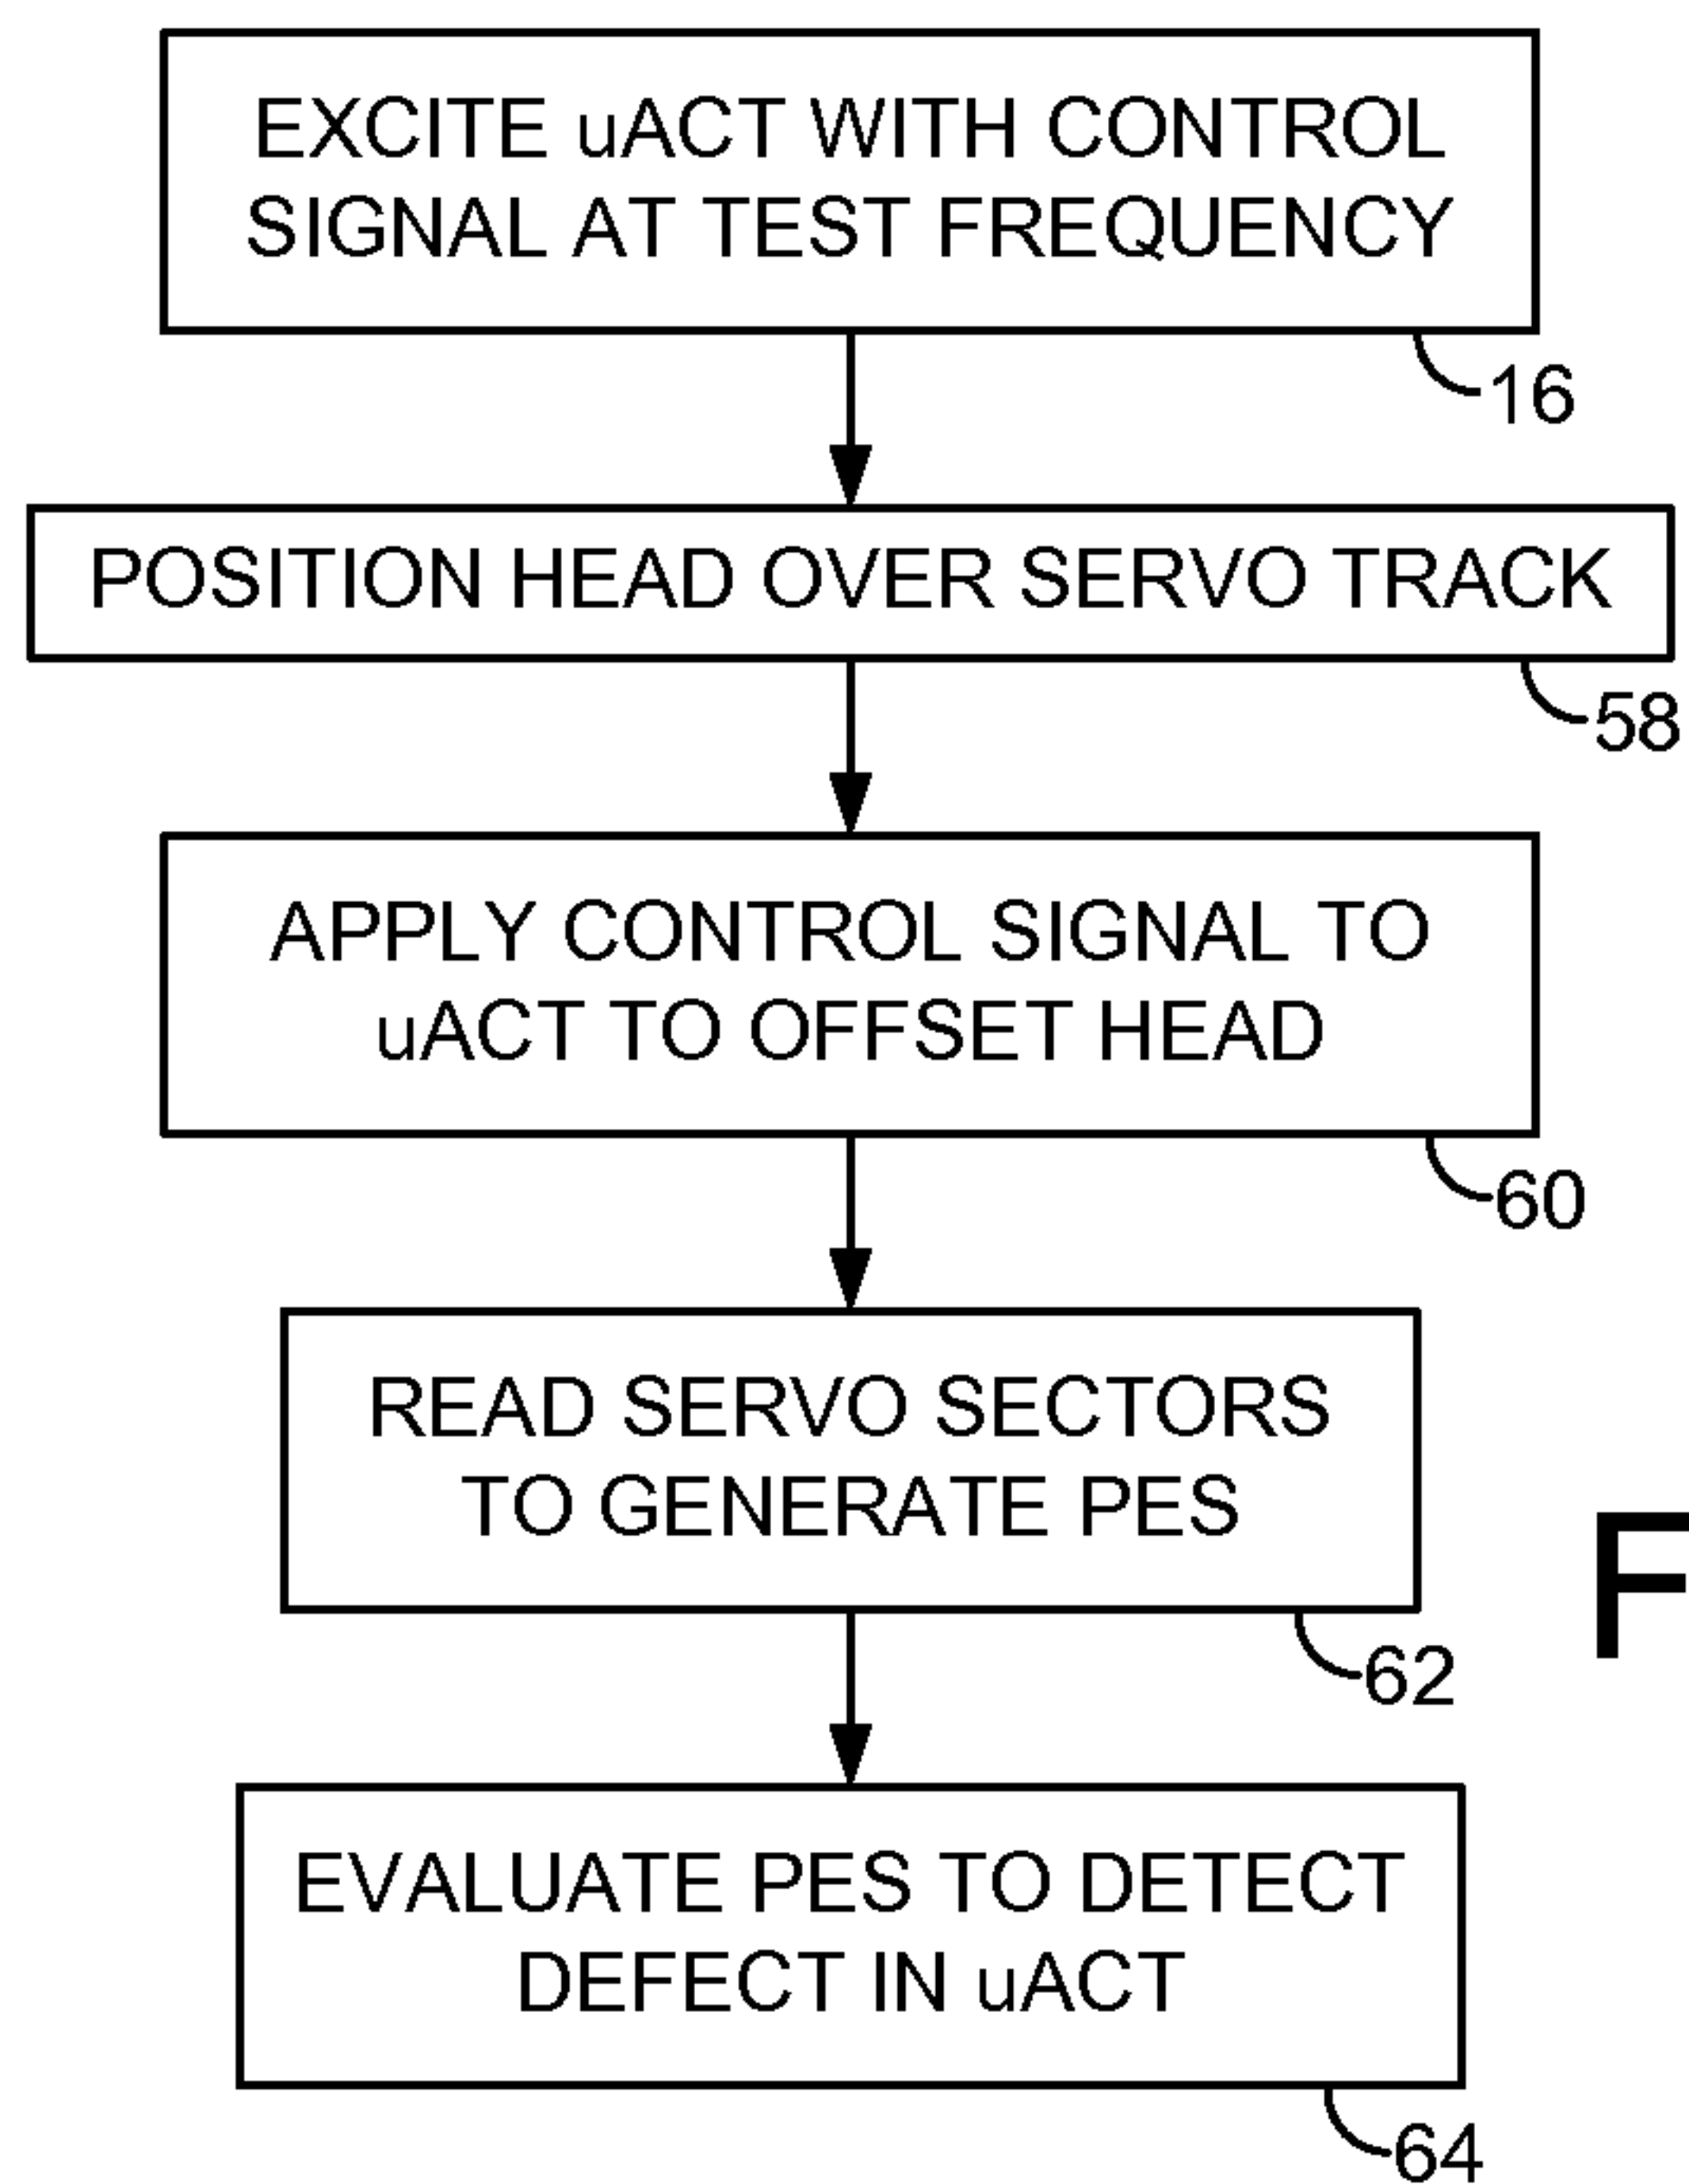 EXCITE uACT WITH CONTROL
SIGNAL AT TEST FREQUENCY
16
POSITION HEAD OVER SERVO TRACK
58
APPLY CONTROL SIGNAL TO
uACT TO OFFSET HEAD
60
READ SERVO SECTORS
TO GENERATE PES
62
F
EVALUATE PES TO DETECT
DEFECT IN uACT
64